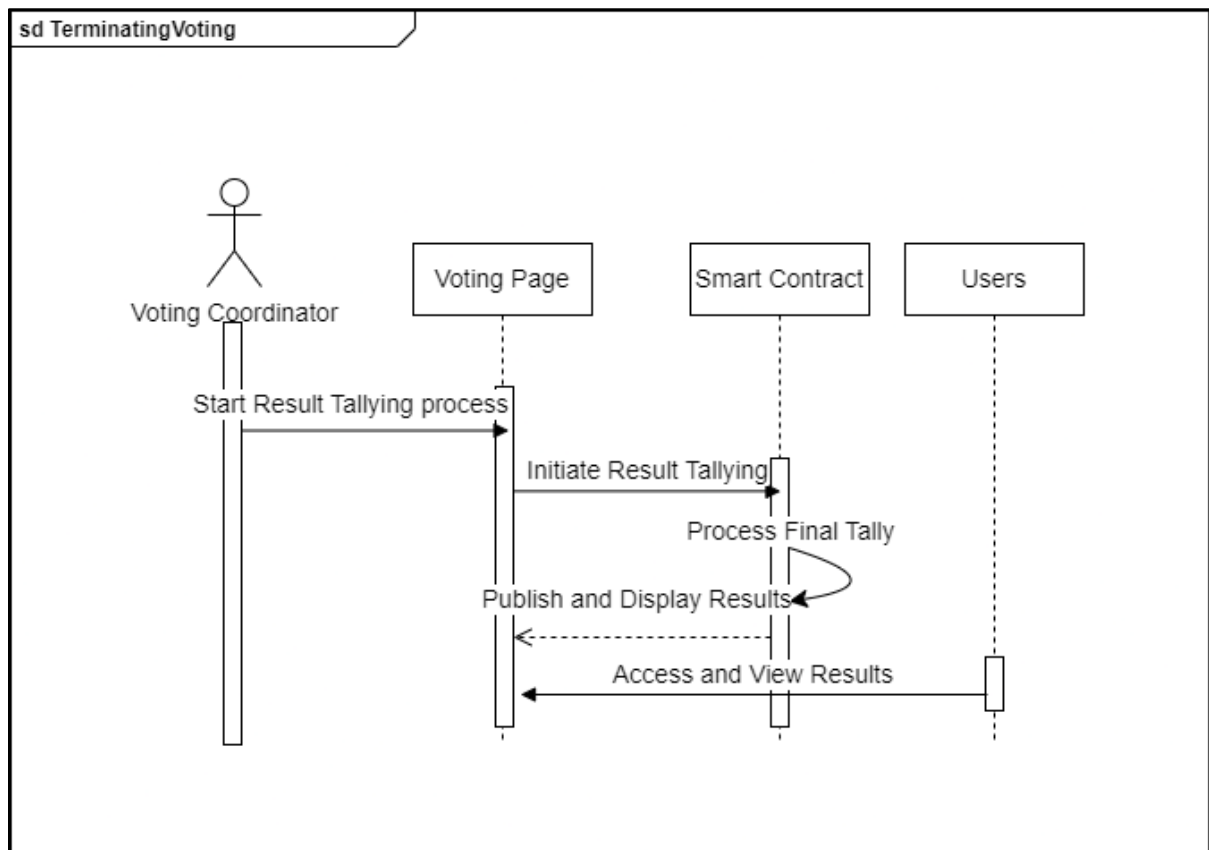 sd TerminatingVoting
Voting Coordinator
Voting Page
Smart Contract
Users
Start Result Tallying process
Initiate Result Tallying
Process Final Tally
Publish and Display Results
Access and View Results